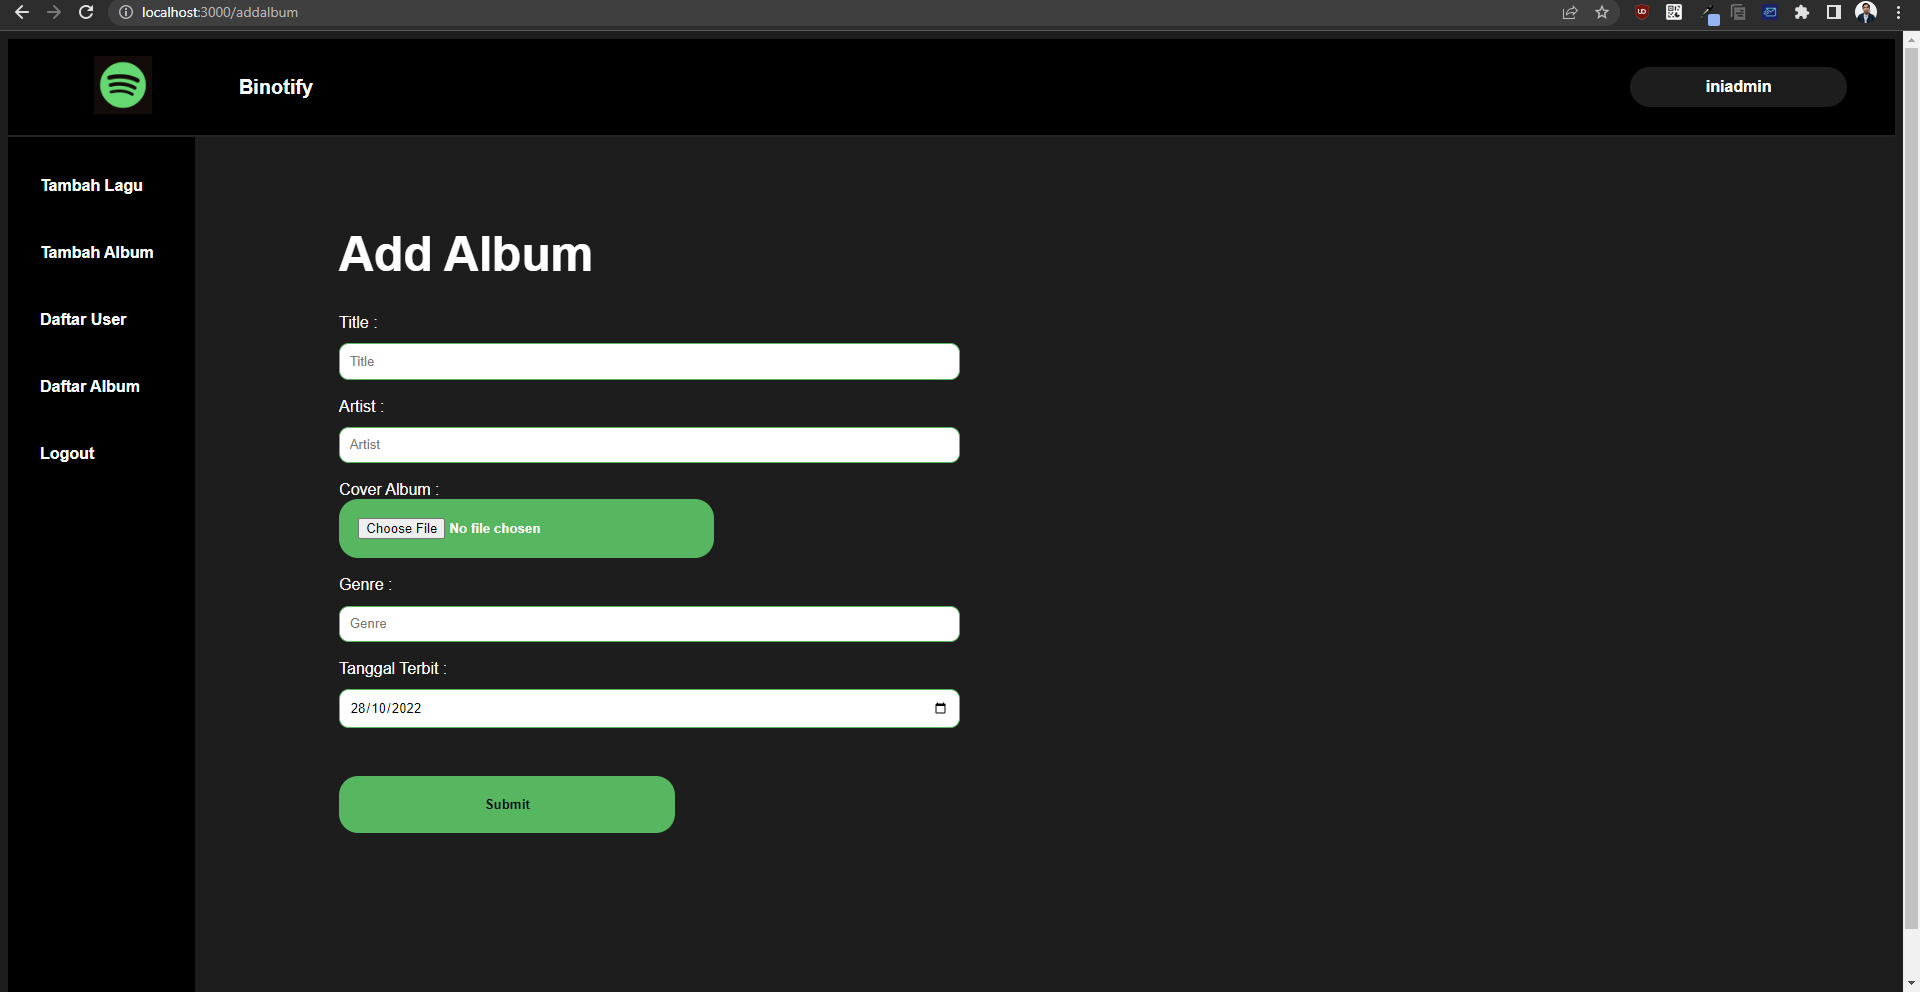 localhost:3000/addalbum
Binotify
iniadmin
Tambah Lagu
Tambah Album
Daftar User
Daftar Album
Logout
Add Album
Title :
Title
Artist :
Artist
Cover Album :
Choose File No file chosen
Genre :
Genre
Tanggal Terbit :
28/10/2022
Submit